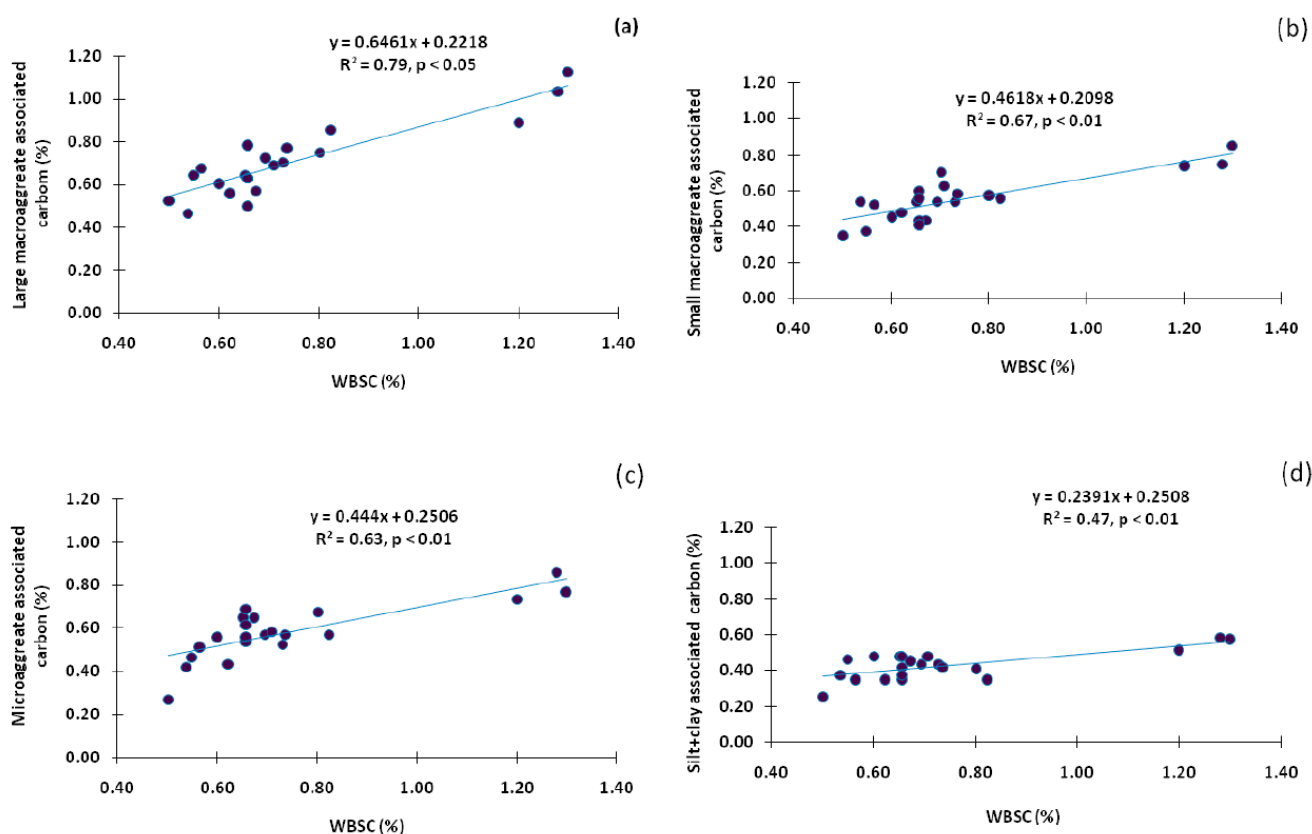 (a)
y = 0.6461x + 0.2218
R² = 0.79, p < 0.05
1.20
1.00
0.80
0.60
0.40
0.20
0.00
0.40 0.60 0.80 1.00 1.20 1.40
Large macroaggreate associated
carbom (%)
WBSC (%)
(b)
y = 0.4618x + 0.2098
R² = 0.67, p < 0.01
1.20
1.00
0.80
0.60
0.40
0.20
0.00
0.40 0.60 0.80 1.00 1.20 1.40
Small macroaggreate associated
carbon (%)
WBSC (%)
(c)
y = 0.444x + 0.2506
R² = 0.63, p < 0.01
1.20
1.00
0.80
0.60
0.40
0.20
0.00
0.40 0.60 0.80 1.00 1.20 1.40
Microaggreate associated
carbon (%)
WBSC (%)
(d)
y = 0.2391x + 0.2508
R² = 0.47, p < 0.01
1.20
1.00
0.80
0.60
0.40
0.20
0.00
0.40 0.60 0.80 1.00 1.20 1.40
Silt+clay associated carbon (%)
WBSC (%)